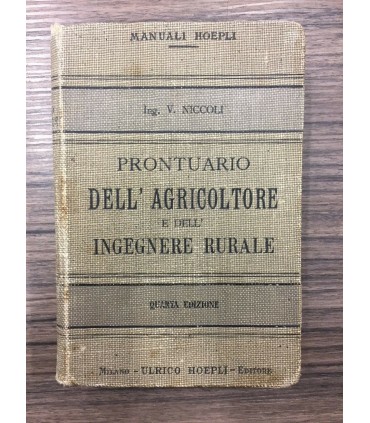 MANUALI HOEPLI
Ing. V. NICCOLI
PRONTUARIO
DELL' AGRICOLTORE
E DELL'
INGEGNERE RURALE
QUARTA EDIZIONE
MILANO - ULRICO HOEPLI - EDITORE